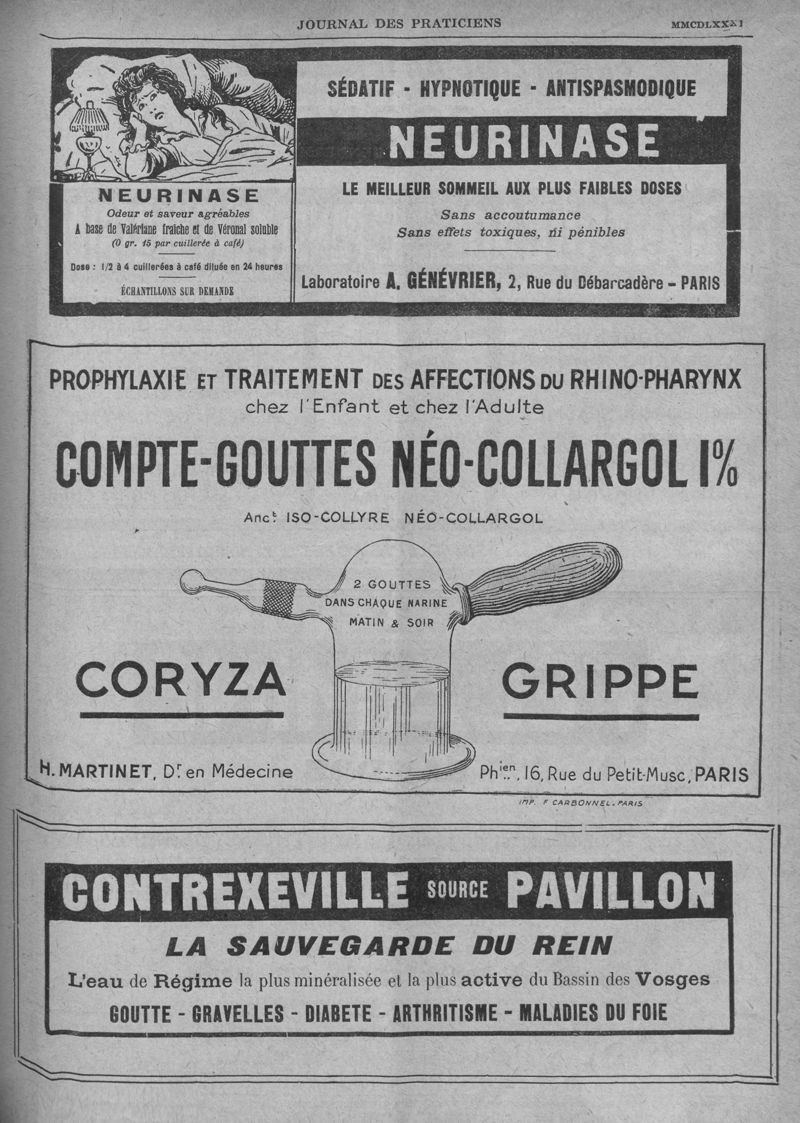 JOURNAL DES PRATICIENS
SÉDATIF - HYPNOTIQUE - ANTISPASMODIQUE
NEURINASE
LE MEILLEUR SOMMEIL AUX PLUS FAIBLES DOSES
Sans accoutumance
Sans effets toxiques, ni pénibles
Laboratoire A. GÉNÉVRIER, 2, Rue du Débarcadère - PARIS
NEURINASE
Odeur et saveur agréables
A base de Valériane fraîche et de Véronal soluble
(0 gr. 15 par cuillerée à café)
Dose : 1/2 à 4 cuillerées à café diluée en 24 heures
ÉCHANTILLONS SUR DEMANDE
PROPHYLAXIE ET TRAITEMENT DES AFFECTIONS DU RHINO-PHARYNX
chez l'Enfant et chez l'Adulte
COMPTE-GOUTTES NÉO-COLLARGOL 1%
Anct. ISO-COLLYRE NÉO-COLLARGOL
2 GOUTTES
DANS CHAQUE NARINE
MATIN & SOIR
CORYZA
GRIPPE
H. MARTINET, Dr en Médecine
Phien, 16, Rue du Petit-Musc, PARIS
IMP. F CARBONNEL. PARIS
CONTREXEVILLE SOURCE PAVILLON
LA SAUVEGARDE DU REIN
L'eau de Régime la plus minéralisée et la plus active du Bassin des Vosges
GOUTTE - GRAVELLES - DIABETE - ARTHRITISME - MALADIES DU FOIE